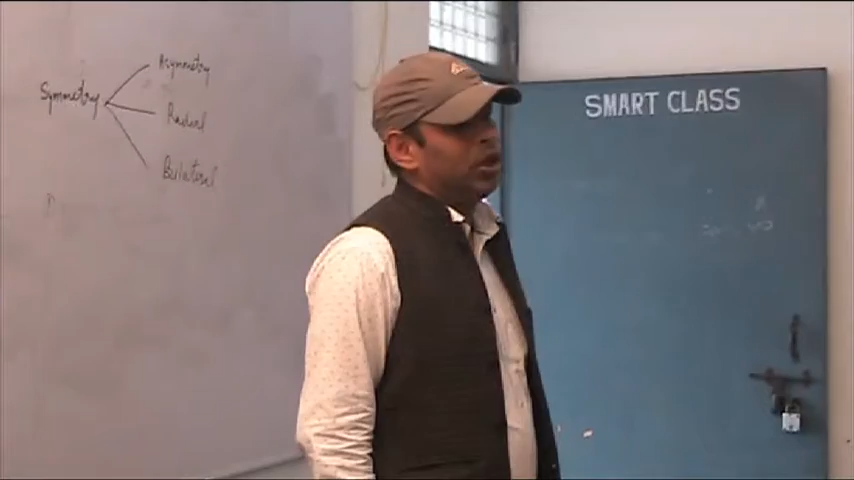 Asymmetry
Symmetry
Radial
Bilateral
SMART CLASS